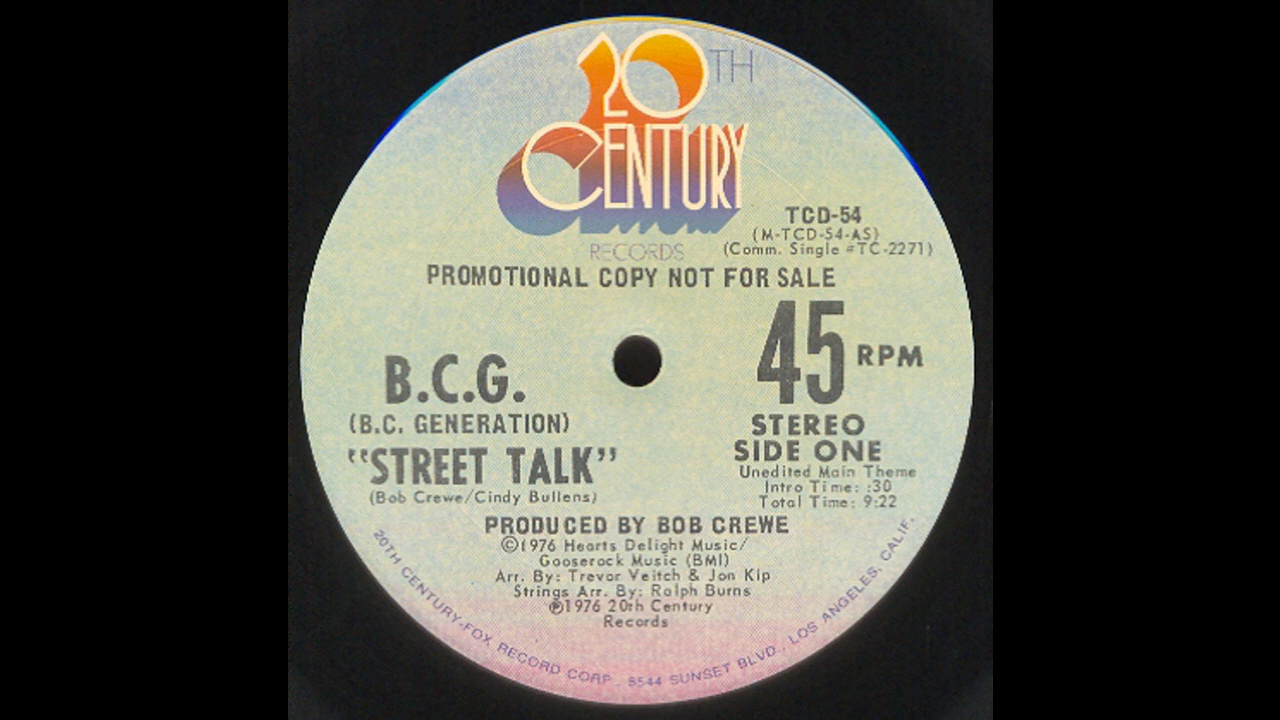 20TH
CENTURY
RECORDS
TCD-54
(M-TCD-54-AS)
(Comm. Single #TC-2271)
PROMOTIONAL COPY NOT FOR SALE
45 RPM
STEREO
SIDE ONE
Unedited Main Theme
Intro Time: :30
Total Time: 9:22
B.C.G.
(B.C. GENERATION)
"STREET TALK"
(Bob Crewe/Cindy Bullens)
PRODUCED BY BOB CREWE
©1976 Hearts Delight Music/
Gooserock Music (BMI)
Arr. By: Trevor Veitch & Jon Kip
Strings Arr. By: Ralph Burns
℗1976 20th Century
Records
20TH CENTURY-FOX RECORD CORP., 8544 SUNSET BLVD., LOS ANGELES, CALIF.